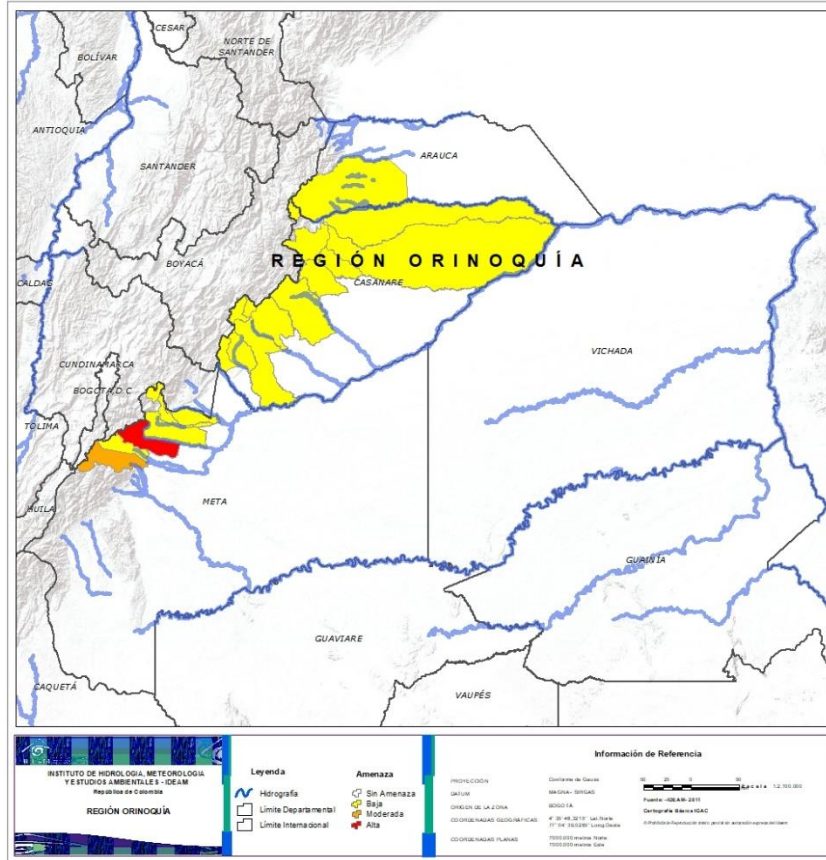 CESAR
NORTE DE
SANTANDER
BOLÍVAR
ANTIOQUIA
ARAUCA
SANTANDER
BOYACÁ
REGIÓN ORINOQUÍA
CASANARE
CALDAS
VICHADA
CUNDINAMARCA
BOGOTA, D.C.
TOLIMA
META
HUILA
GUAINÍA
GUAVIARE
CAQUETÁ
VAUPÉS
INSTITUTO DE HIDROLOGIA, METEOROLOGIA
Y ESTUDIOS AMBIENTALES - IDEAM
República de Colombia
REGIÓN ORINOQUÍA
Leyenda
Hidrografía
Límite Departamental
Límite Internacional
Amenaza
Sin Amenaza
Baja
Moderada
Alta
Información de Referencia
PROYECCIÓN
Conforme de Gauss
DATUM
MAGNA - SIRGAS
ORIGEN DE LA ZONA
BOGOTÁ
COORDENADAS GEOGRÁFICAS
COORDENADAS PLANAS
Escala
Fuente: -IDEAM- 2011
Cartografía Básica IGAC